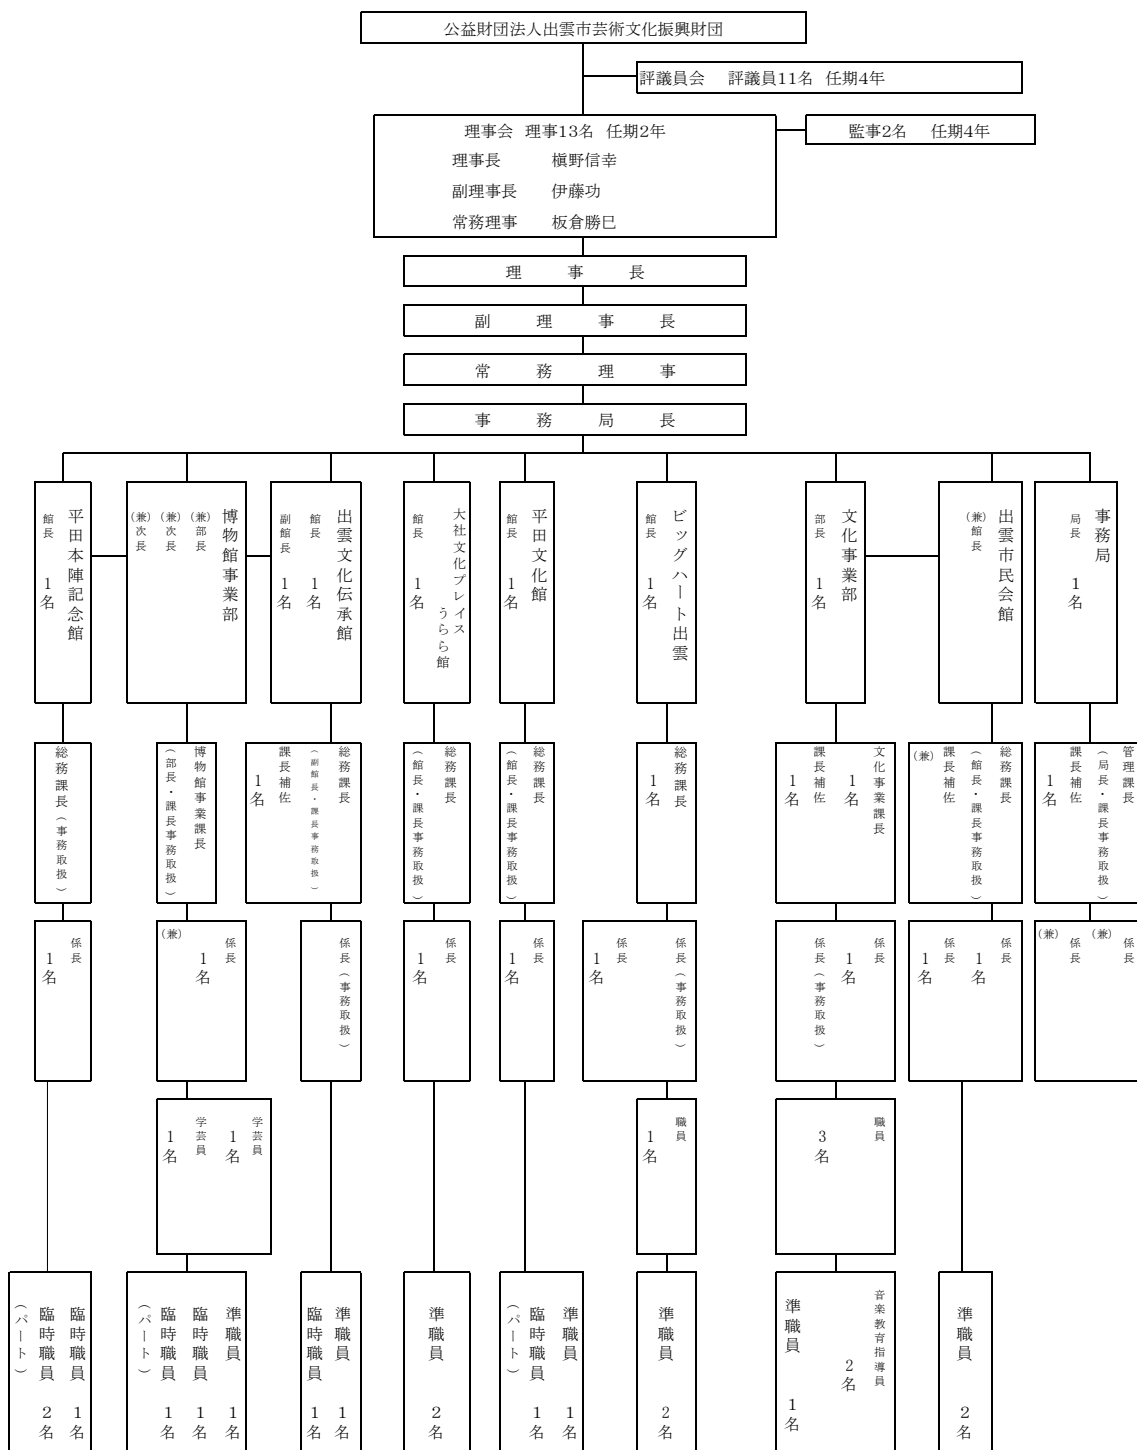 公益財団法人出雲市芸術文化振興財団
評議員会 評議員11名 任期4年
理事会 理事13名 任期2年
理事長 槇野信幸
副理事長 伊藤功
常務理事 板倉勝巳
監事2名 任期4年
理事長
副理事長
常務理事
事務局長
事務局
局長 1名
出雲市民会館
(兼)館長
文化事業部
部長 1名
ビッグハート出雲
館長 1名
平田文化館
館長 1名
大社文化プレイス
うらら館
館長 1名
出雲文化伝承館
館長 1名
副館長 1名
博物館事業部
(兼)部長
(兼)次長
(兼)次長
平田本陣記念館
館長 1名
管理課長
(局長・課長事務取扱)
課長補佐 1名
総務課長
(館長・課長事務取扱)
課長補佐
(兼)
文化事業課長 1名
課長補佐 1名
総務課長 1名
総務課長
(館長・課長事務取扱)
総務課長
(館長・課長事務取扱)
総務課長
(副館長・課長事務取扱)
課長補佐 1名
博物館事業課長
(部長・課長事務取扱)
総務課長(事務取扱)
係長 (兼)
係長 (兼)
係長 1名
係長 1名
係長 1名
係長(事務取扱)
係長(事務取扱)
係長 1名
係長 1名
係長 1名
係長(事務取扱)
係長 1名
(兼)
係長 1名
職員 3名
職員 1名
学芸員 1名
学芸員 1名
準職員 2名
音楽教育指導員 2名
準職員 1名
準職員 2名
準職員 1名
臨時職員 1名
(パート)
準職員 2名
準職員 1名
臨時職員 1名
準職員 1名
臨時職員 1名
臨時職員 1名
(パート)
臨時職員 1名
臨時職員 2名
(パート)